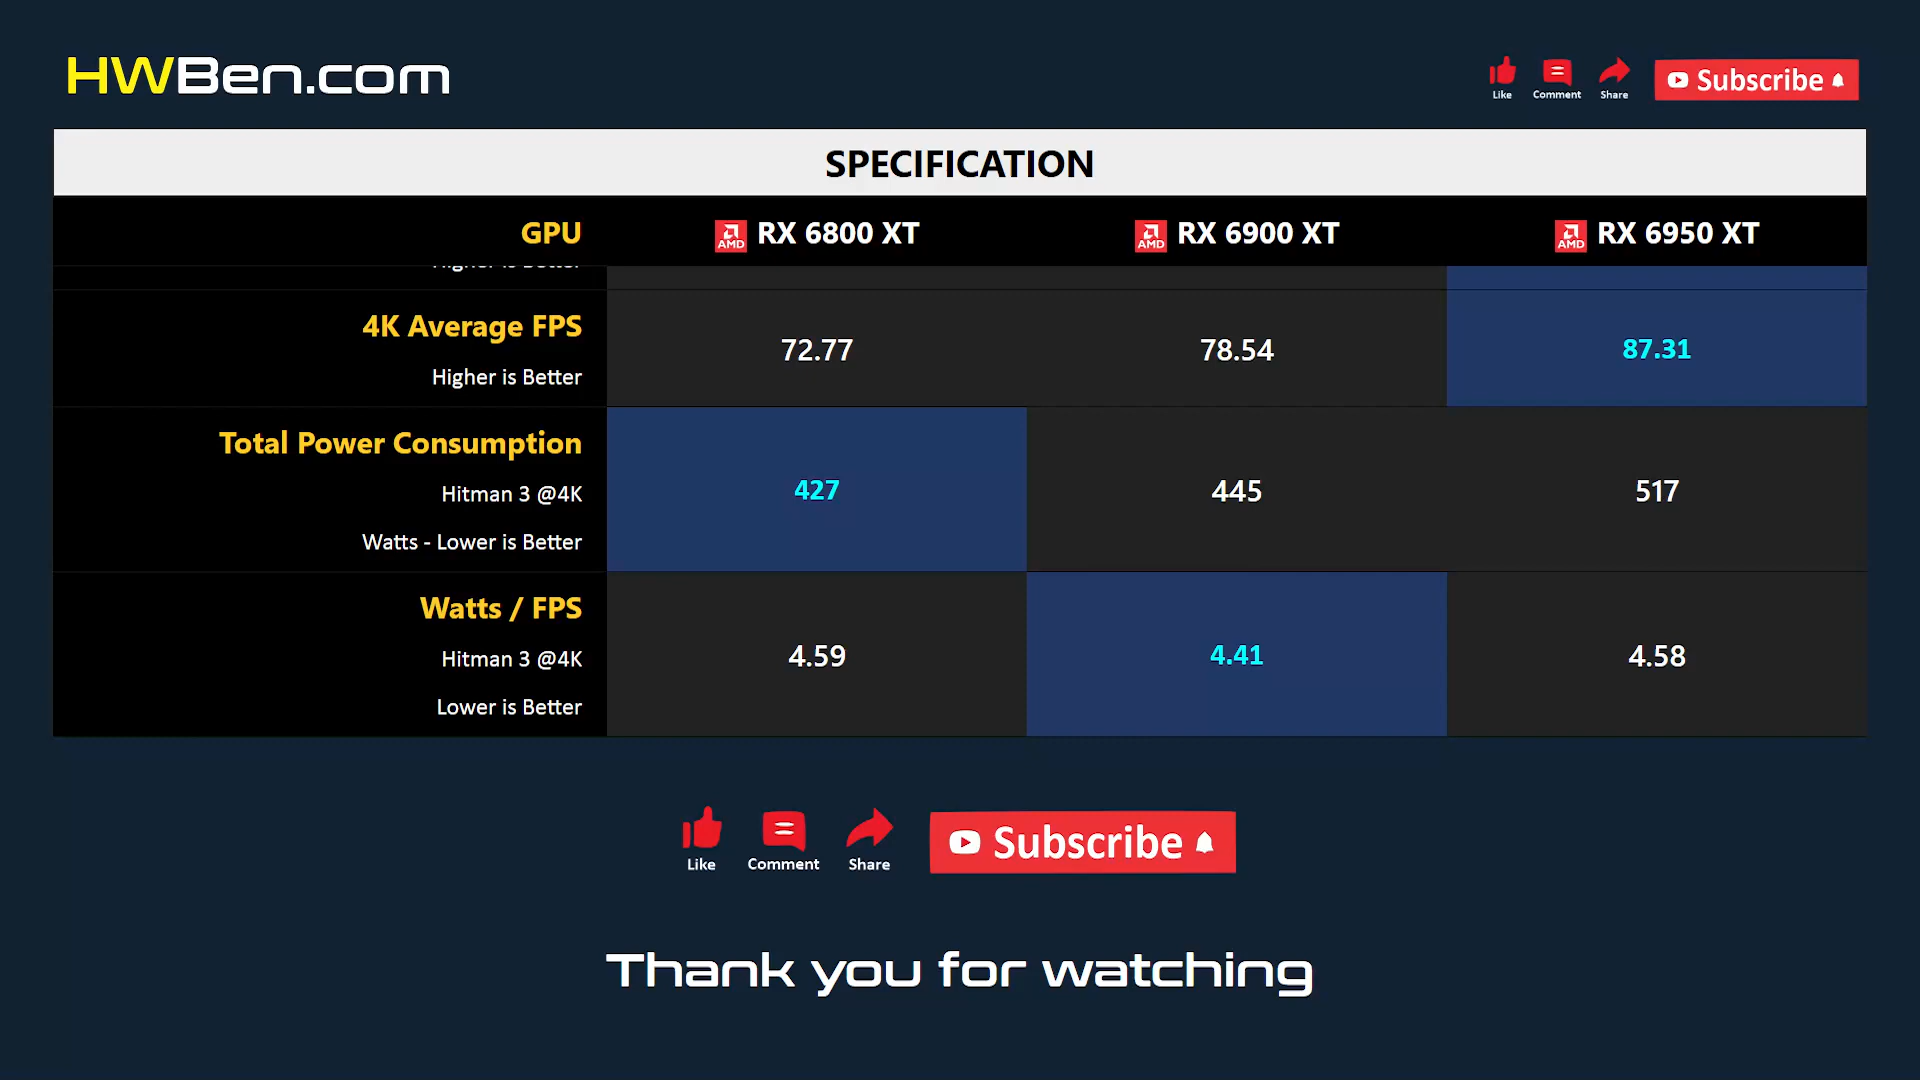 HWBen.com
Like Comment Share Subscribe
SPECIFICATION
GPU AMD RX 6800 XT AMD RX 6900 XT AMD RX 6950 XT
Higher is Better
4K Average FPS 72.77 78.54 87.31
Higher is Better
Total Power Consumption
Hitman 3 @4K 427 445 517
Watts - Lower is Better
Watts / FPS
Hitman 3 @4K 4.59 4.41 4.58
Lower is Better
Like Comment Share Subscribe
Thank you for watching